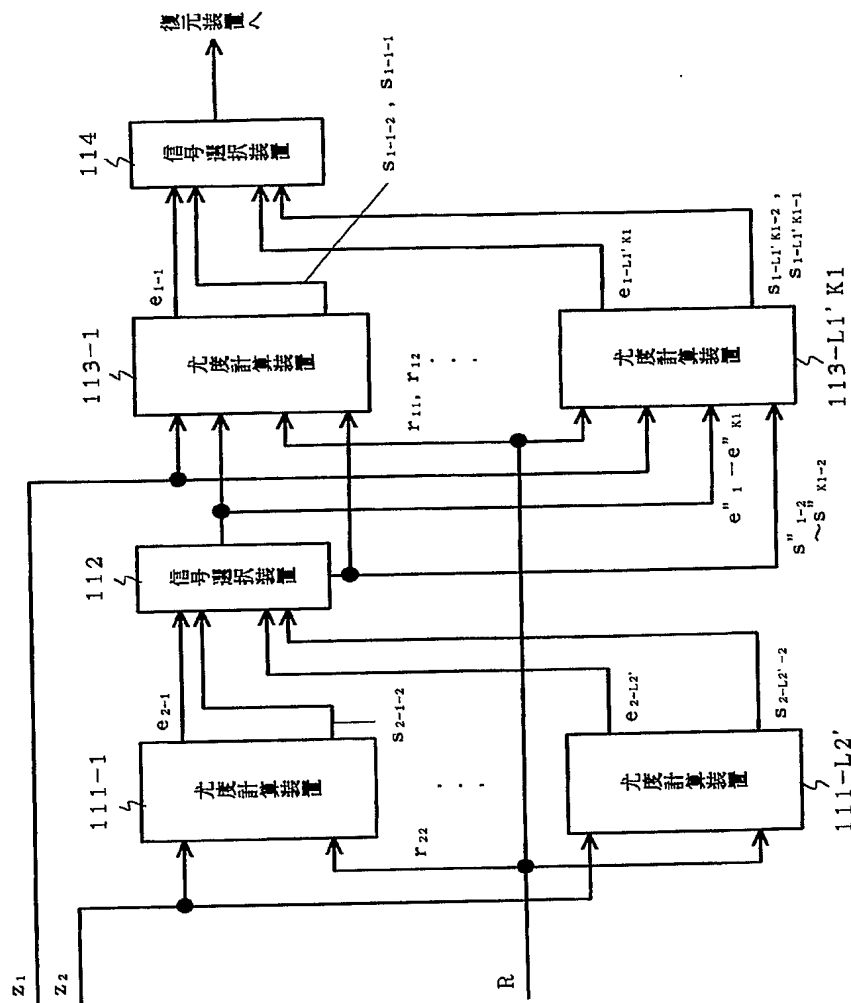 z₁
z₂
R
111-1
尤度計算装置
r₂₂
111-L2'
尤度計算装置
e₂₋₁
s₂₋₁₋₂
e₂₋L₂'
s₂₋L₂'₋₂
112
信号選択装置
e"₁−e"K₁
s"₁₋₂
～s"K₁₋₂
113-1
尤度計算装置
r₁₁, r₁₂
113-L1'K1
尤度計算装置
e₁₋₁
s₁₋₁₋₂ , s₁₋₁₋₁
e₁₋L₁'K₁
s₁₋L₁'K₁₋₂ ,
s₁₋L₁'K₁₋₁
114
信号選択装置
復元装置へ